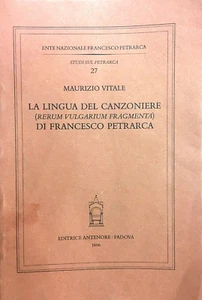 ENTE NAZIONALE FRANCESCO PETRARCA
STUDI SUL PETRARCA
27
MAURIZIO VITALE
LA LINGUA DEL CANZONIERE
(RERUM VULGARIUM FRAGMENTA)
DI FRANCESCO PETRARCA
EDITRICE ANTENORE · PADOVA
1996